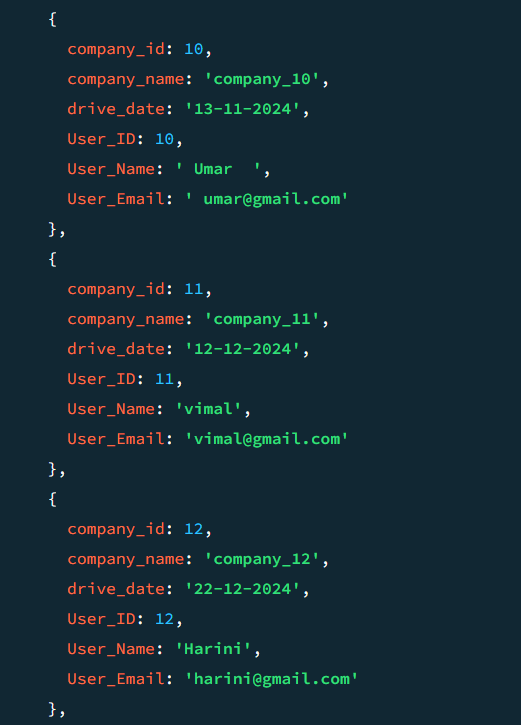 {
company_id: 10,
company_name: 'company_10',
drive_date: '13-11-2024',
User_ID: 10,
User_Name: ' Umar  ',
User_Email: ' umar@gmail.com'
},
{
company_id: 11,
company_name: 'company_11',
drive_date: '12-12-2024',
User_ID: 11,
User_Name: 'vimal',
User_Email: 'vimal@gmail.com'
},
{
company_id: 12,
company_name: 'company_12',
drive_date: '22-12-2024',
User_ID: 12,
User_Name: 'Harini',
User_Email: 'harini@gmail.com'
},